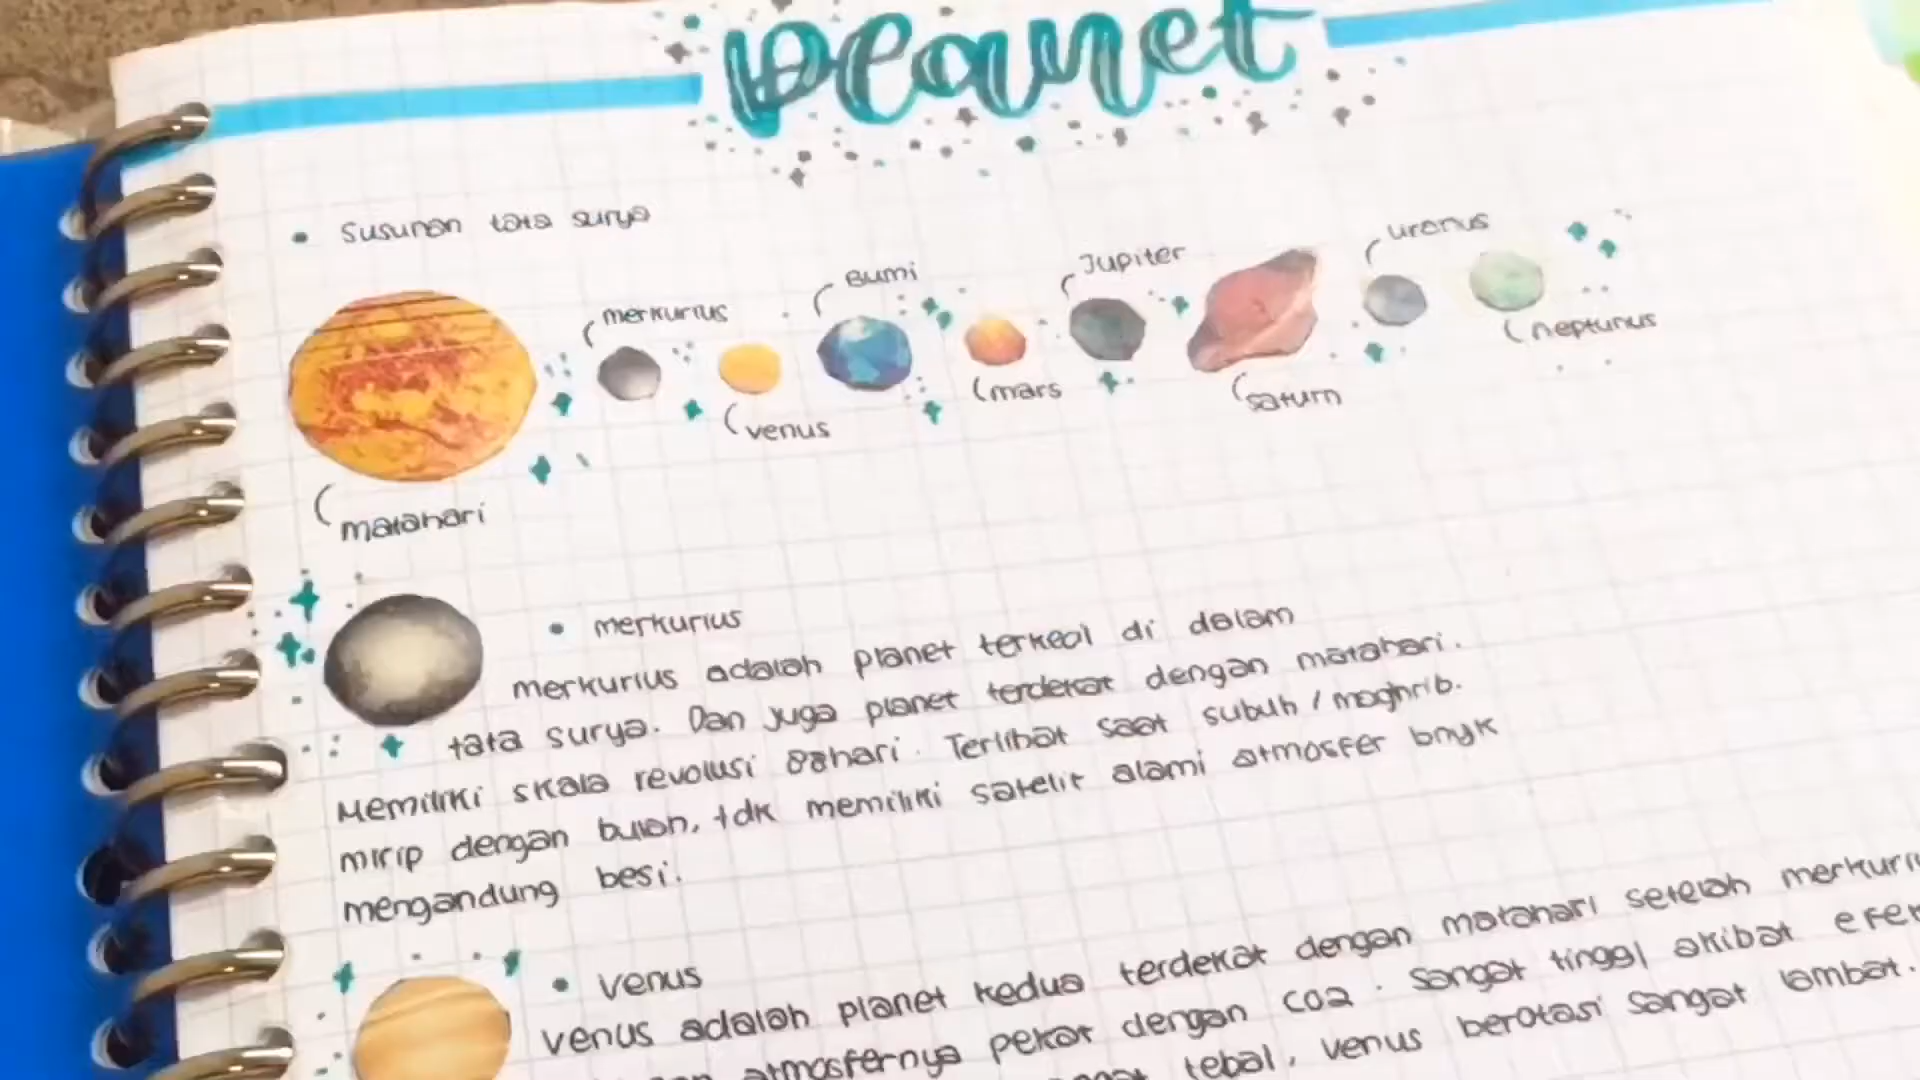 planet
• Susunan tata surya
merkurius
Bumi
Jupiter
uranus
matahari
venus
mars
saturn
neptunus
• merkurius
merkurius adalah planet terkecil di dalam
tata surya. Dan juga planet terdekat dengan matahari.
Memiliki skala revolusi 88hari. Terlihat saat subuh / maghrib.
mirip dengan bulan, tdk memiliki satelit alami atmosfer bnyk
mengandung besi.
• venus
venus adalah planet kedua terdekat dengan matahari setelah
atmosfernya pekat dengan CO2. Sangat tinggi akibat
tebal, venus berotasi sangat lambat.